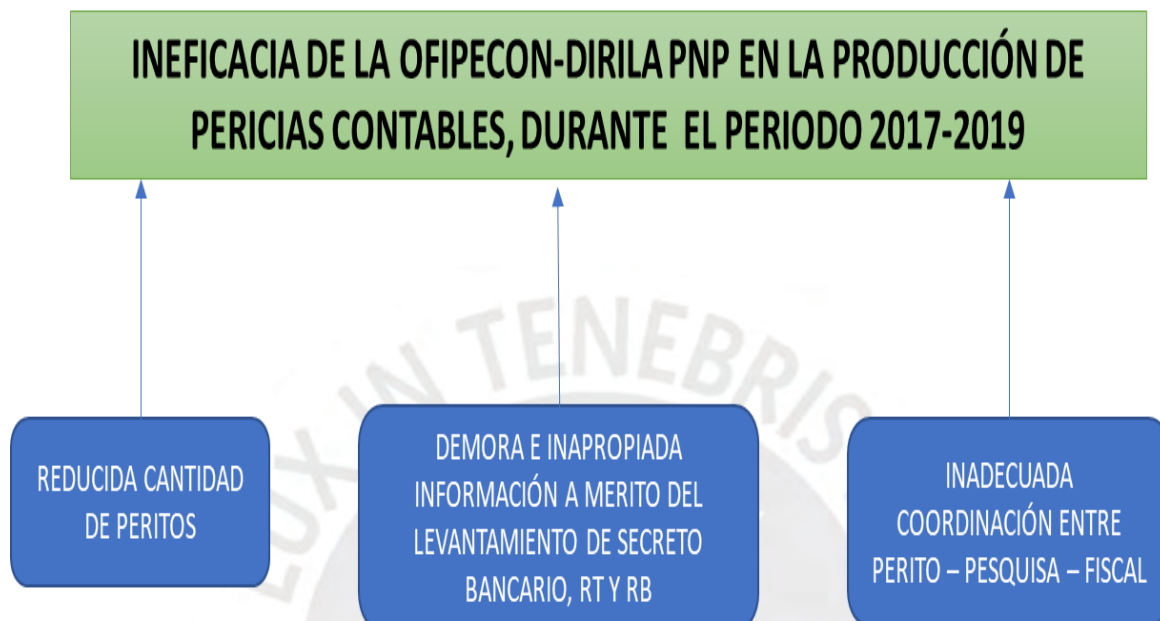 INEFICACIA DE LA OFIPECON-DIRILA PNP EN LA PRODUCCIÓN DE
PERICIAS CONTABLES, DURANTE EL PERIODO 2017-2019
LUX IN TENEBRIS
REDUCIDA CANTIDAD
DE PERITOS
DEMORA E INAPROPIADA
INFORMACIÓN A MERITO DEL
LEVANTAMIENTO DE SECRETO
BANCARIO, RT Y RB
INADECUADA
COORDINACIÓN ENTRE
PERITO – PESQUISA – FISCAL